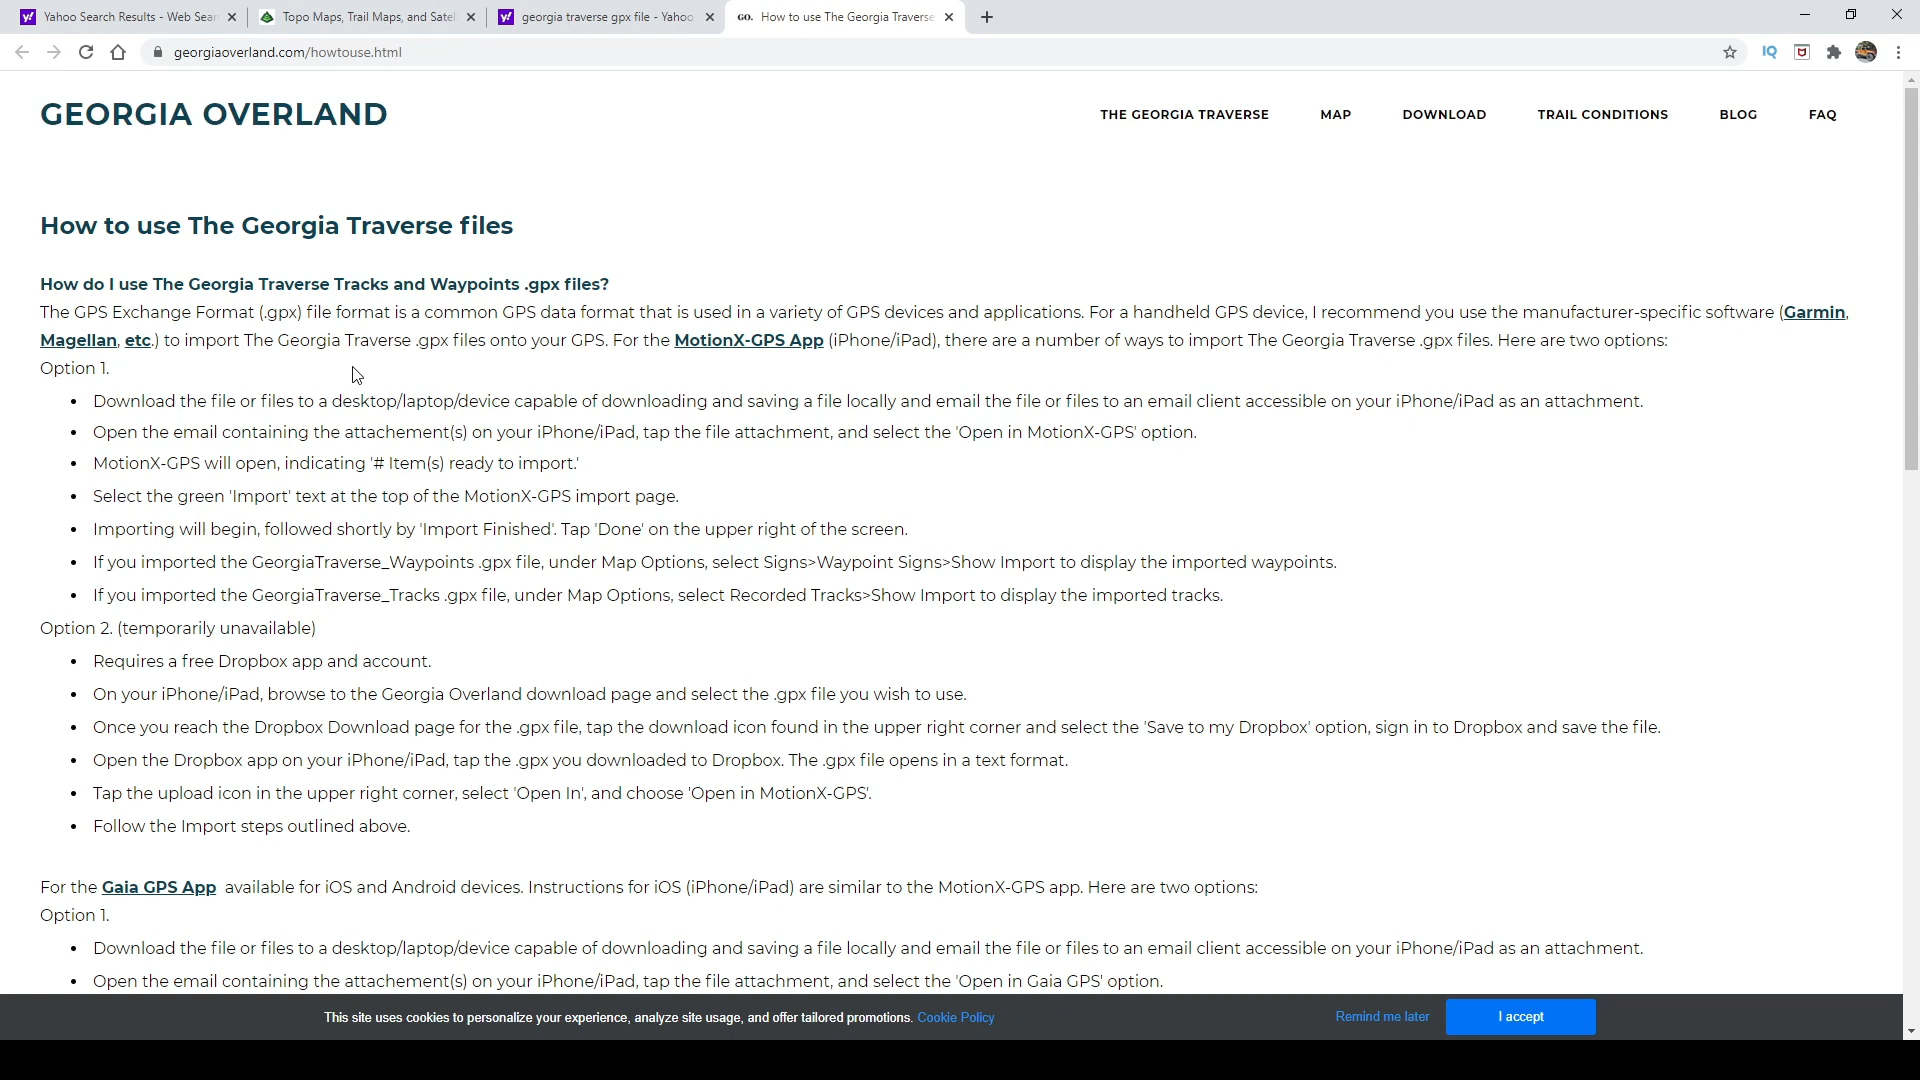 Yahoo Search Results - Web Sear
Topo Maps, Trail Maps, and Satel
georgia traverse gpx file - Yahoo
GO. How to use The Georgia Traverse
georgiaoverland.com/howtouse.html
IQ
GEORGIA OVERLAND
THE GEORGIA TRAVERSE MAP DOWNLOAD TRAIL CONDITIONS BLOG FAQ
How to use The Georgia Traverse files
How do I use The Georgia Traverse Tracks and Waypoints .gpx files?
The GPS Exchange Format (.gpx) file format is a common GPS data format that is used in a variety of GPS devices and applications. For a handheld GPS device, I recommend you use the manufacturer-specific software (Garmin,
Magellan, etc.) to import The Georgia Traverse .gpx files onto your GPS. For the MotionX-GPS App (iPhone/iPad), there are a number of ways to import The Georgia Traverse .gpx files. Here are two options:
Option 1.
• Download the file or files to a desktop/laptop/device capable of downloading and saving a file locally and email the file or files to an email client accessible on your iPhone/iPad as an attachment.
• Open the email containing the attachement(s) on your iPhone/iPad, tap the file attachment, and select the 'Open in MotionX-GPS' option.
• MotionX-GPS will open, indicating '# Item(s) ready to import.'
• Select the green 'Import' text at the top of the MotionX-GPS import page.
• Importing will begin, followed shortly by 'Import Finished'. Tap 'Done' on the upper right of the screen.
• If you imported the GeorgiaTraverse_Waypoints .gpx file, under Map Options, select Signs>Waypoint Signs>Show Import to display the imported waypoints.
• If you imported the GeorgiaTraverse_Tracks .gpx file, under Map Options, select Recorded Tracks>Show Import to display the imported tracks.
Option 2. (temporarily unavailable)
• Requires a free Dropbox app and account.
• On your iPhone/iPad, browse to the Georgia Overland download page and select the .gpx file you wish to use.
• Once you reach the Dropbox Download page for the .gpx file, tap the download icon found in the upper right corner and select the 'Save to my Dropbox' option, sign in to Dropbox and save the file.
• Open the Dropbox app on your iPhone/iPad, tap the .gpx you downloaded to Dropbox. The .gpx file opens in a text format.
• Tap the upload icon in the upper right corner, select 'Open In', and choose 'Open in MotionX-GPS'.
• Follow the Import steps outlined above.
For the Gaia GPS App available for iOS and Android devices. Instructions for iOS (iPhone/iPad) are similar to the MotionX-GPS app. Here are two options:
Option 1.
• Download the file or files to a desktop/laptop/device capable of downloading and saving a file locally and email the file or files to an email client accessible on your iPhone/iPad as an attachment.
• Open the email containing the attachement(s) on your iPhone/iPad, tap the file attachment, and select the 'Open in Gaia GPS' option.
This site uses cookies to personalize your experience, analyze site usage, and offer tailored promotions. Cookie Policy
Remind me later
I accept